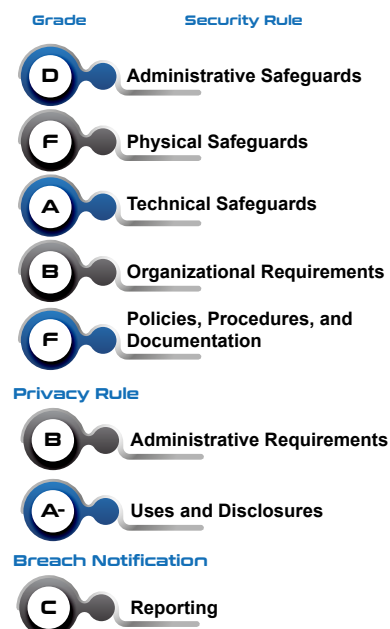 Grade Security Rule
D Administrative Safeguards
F Physical Safeguards
A Technical Safeguards
B Organizational Requirements
F Policies, Procedures, and
Documentation
Privacy Rule
B Administrative Requirements
A- Uses and Disclosures
Breach Notification
C Reporting